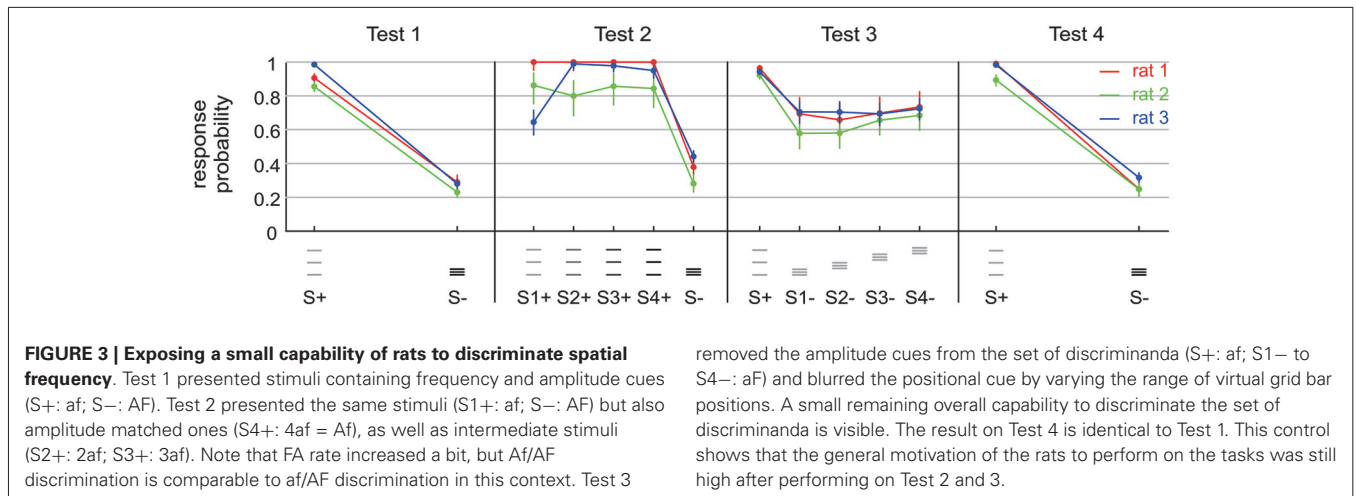 Test 1 Test 2 Test 3 Test 4
1
0.8
0.6
0.4
0.2
0
response
probability
rat 1
rat 2
rat 3
S+ S- S1+ S2+ S3+ S4+ S- S+ S1- S2- S3- S4- S+ S-
FIGURE 3 | Exposing a small capability of rats to discriminate spatial
frequency. Test 1 presented stimuli containing frequency and amplitude cues
(S+: af; S−: AF). Test 2 presented the same stimuli (S1+: af; S−: AF) but also
amplitude matched ones (S4+: 4af = Af), as well as intermediate stimuli
(S2+: 2af; S3+: 3af). Note that FA rate increased a bit, but Af/AF
discrimination is comparable to af/AF discrimination in this context. Test 3
removed the amplitude cues from the set of discriminanda (S+: af; S1− to
S4−: aF) and blurred the positional cue by varying the range of virtual grid bar
positions. A small remaining overall capability to discriminate the set of
discriminanda is visible. The result on Test 4 is identical to Test 1. This control
shows that the general motivation of the rats to perform on the tasks was still
high after performing on Test 2 and 3.